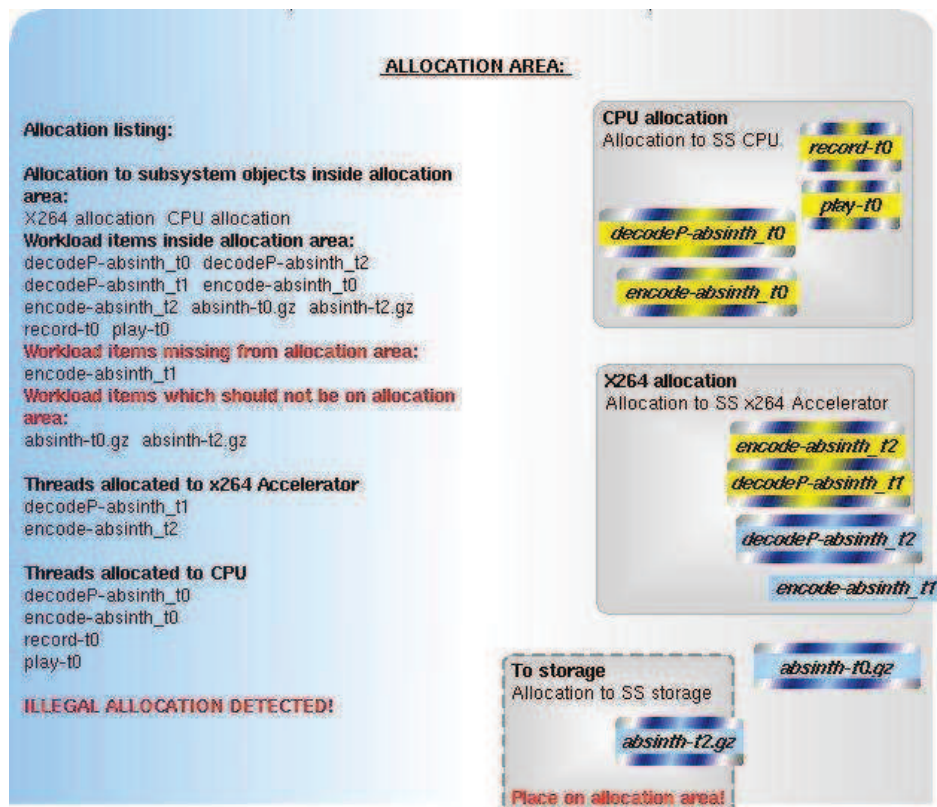 ALLOCATION AREA:
Allocation listing:
Allocation to subsystem objects inside allocation
area:
X264 allocation CPU allocation
Workload items inside allocation area:
decodeP-absinth_t0 decodeP-absinth_t2
decodeP-absinth_t1 encode-absinth_t0
encode-absinth_t2 absinth-t0.gz absinth-t2.gz
record-t0 play-t0
Workload items missing from allocation area:
encode-absinth_t1
Workload items which should not be on allocation
area:
absinth-t0.gz absinth-t2.gz
Threads allocated to x264 Accelerator
decodeP-absinth_t1
encode-absinth_t2
Threads allocated to CPU
decodeP-absinth_t0
encode-absinth_t0
record-t0
play-t0
ILLEGAL ALLOCATION DETECTED!
CPU allocation
Allocation to SS CPU
record-t0
play-t0
decodeP-absinth_t0
encode-absinth_t0
X264 allocation
Allocation to SS x264 Accelerator
encode-absinth_t2
decodeP-absinth_t1
decodeP-absinth_t2
encode-absinth_t1
absinth-t0.gz
To storage
Allocation to SS storage
absinth-t2.gz
Place on allocation area!